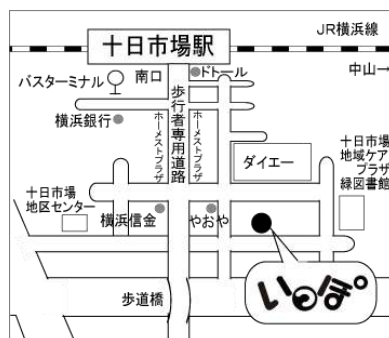 JR横浜線
十日市場駅
中山→
バスターミナル
南口
ドトール
横浜銀行
歩行者専用道路
ホーメストプラザ
ホーメストプラザ
ダイエー
十日市場
地域ケア
プラザ
緑図書館
十日市場
地区センター
横浜信金
やおや
いっぽ。
歩道橋